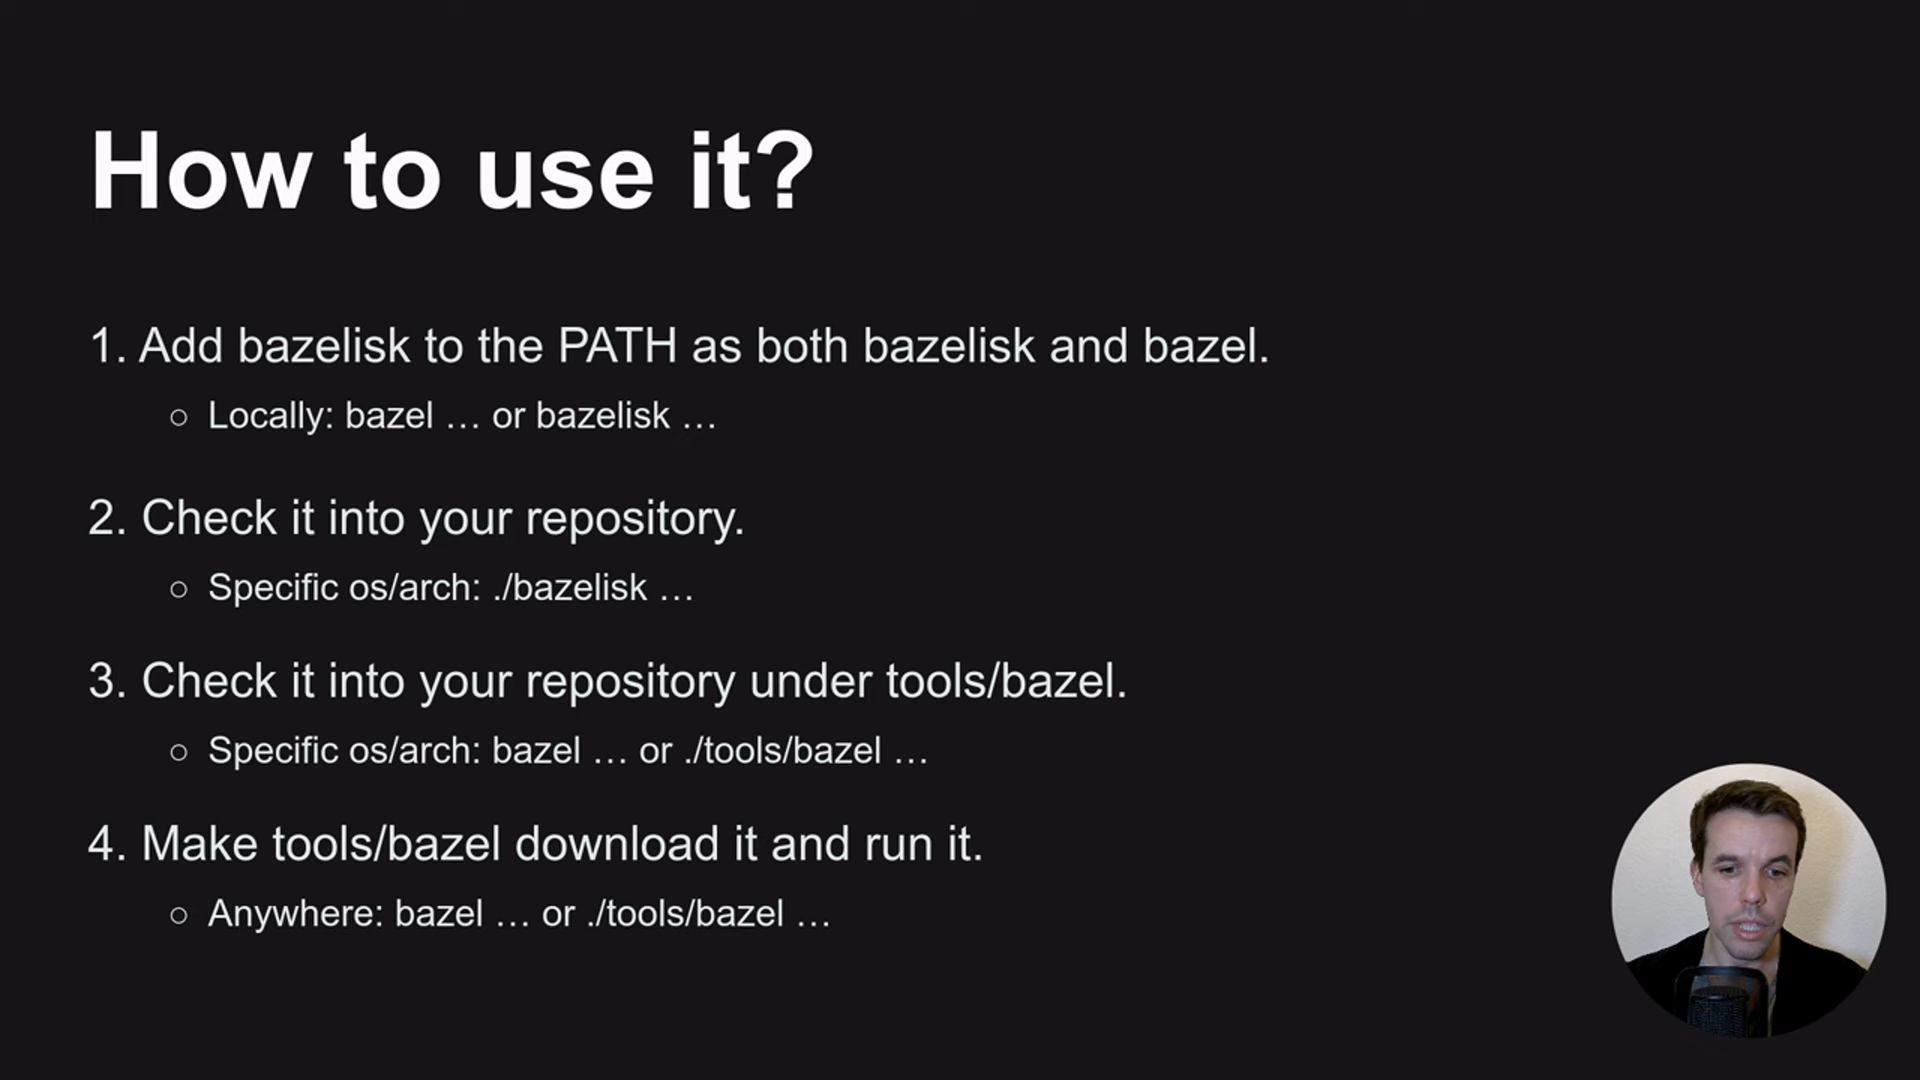 How to use it?
1. Add bazelisk to the PATH as both bazelisk and bazel.
○ Locally: bazel … or bazelisk …
2. Check it into your repository.
○ Specific os/arch: ./bazelisk …
3. Check it into your repository under tools/bazel.
○ Specific os/arch: bazel … or ./tools/bazel …
4. Make tools/bazel download it and run it.
○ Anywhere: bazel … or ./tools/bazel …